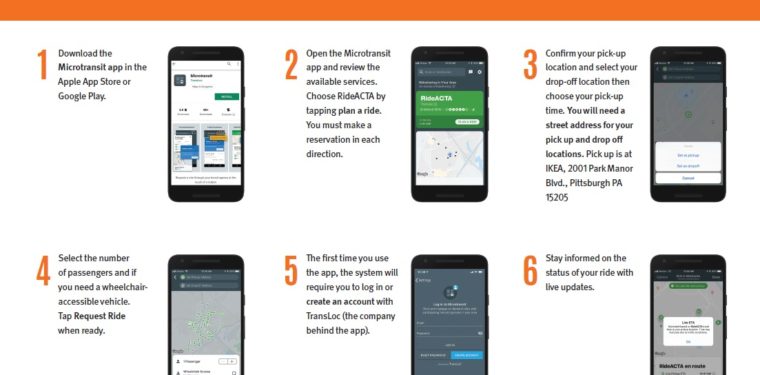 1
Download the
Microtransit app in the
Apple App Store or
Google Play.
Microtransit
INSTALL
2
Open the Microtransit
app and review the
available services.
Choose RideACTA by
tapping plan a ride.
You must make a
reservation in each
direction.
RideACTA
3
Confirm your pick-up
location and select your
drop-off location then
choose your pick-up
time. You will need a
street address for your
pick up and drop off
locations. Pick up is at
IKEA, 2001 Park Manor
Blvd., Pittsburgh PA
15205
Set as pickup
Set as dropoff
Cancel
4
Select the number
of passengers and if
you need a wheelchair-
accessible vehicle.
Tap Request Ride
when ready.
1 Passenger
5
The first time you use
the app, the system will
require you to log in or
create an account with
TransLoc (the company
behind the app).
6
Stay informed on the
status of your ride with
live updates.
Live ETA
OK
RideACTA en route